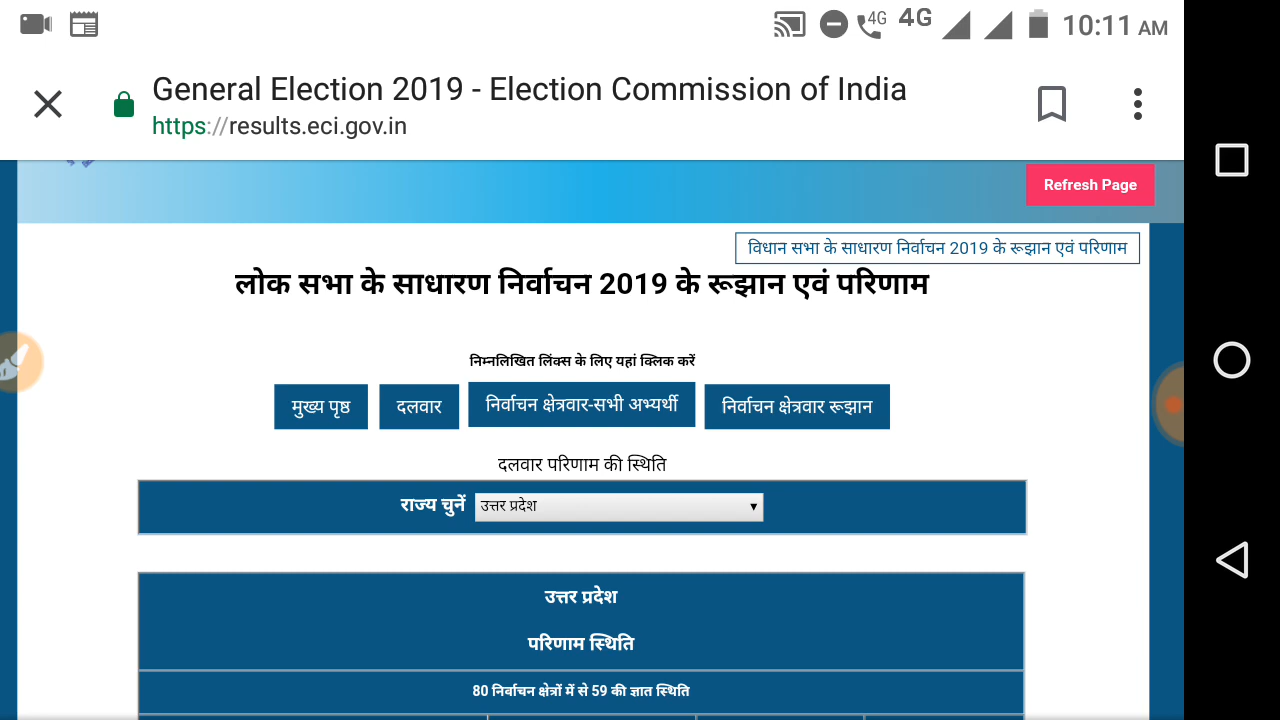 4G 4G 10:11 AM
General Election 2019 - Election Commission of India
https://results.eci.gov.in
Refresh Page
विधान सभा के साधारण निर्वाचन 2019 के रूझान एवं परिणाम
लोक सभा के साधारण निर्वाचन 2019 के रूझान एवं परिणाम
निम्नलिखित लिंक्स के लिए यहां क्लिक करें
मुख्य पृष्ठ दलवार निर्वाचन क्षेत्रवार-सभी अभ्यर्थी निर्वाचन क्षेत्रवार रूझान
दलवार परिणाम की स्थिति
राज्य चुनें उत्तर प्रदेश
उत्तर प्रदेश
परिणाम स्थिति
80 निर्वाचन क्षेत्रों में से 59 की ज्ञात स्थिति